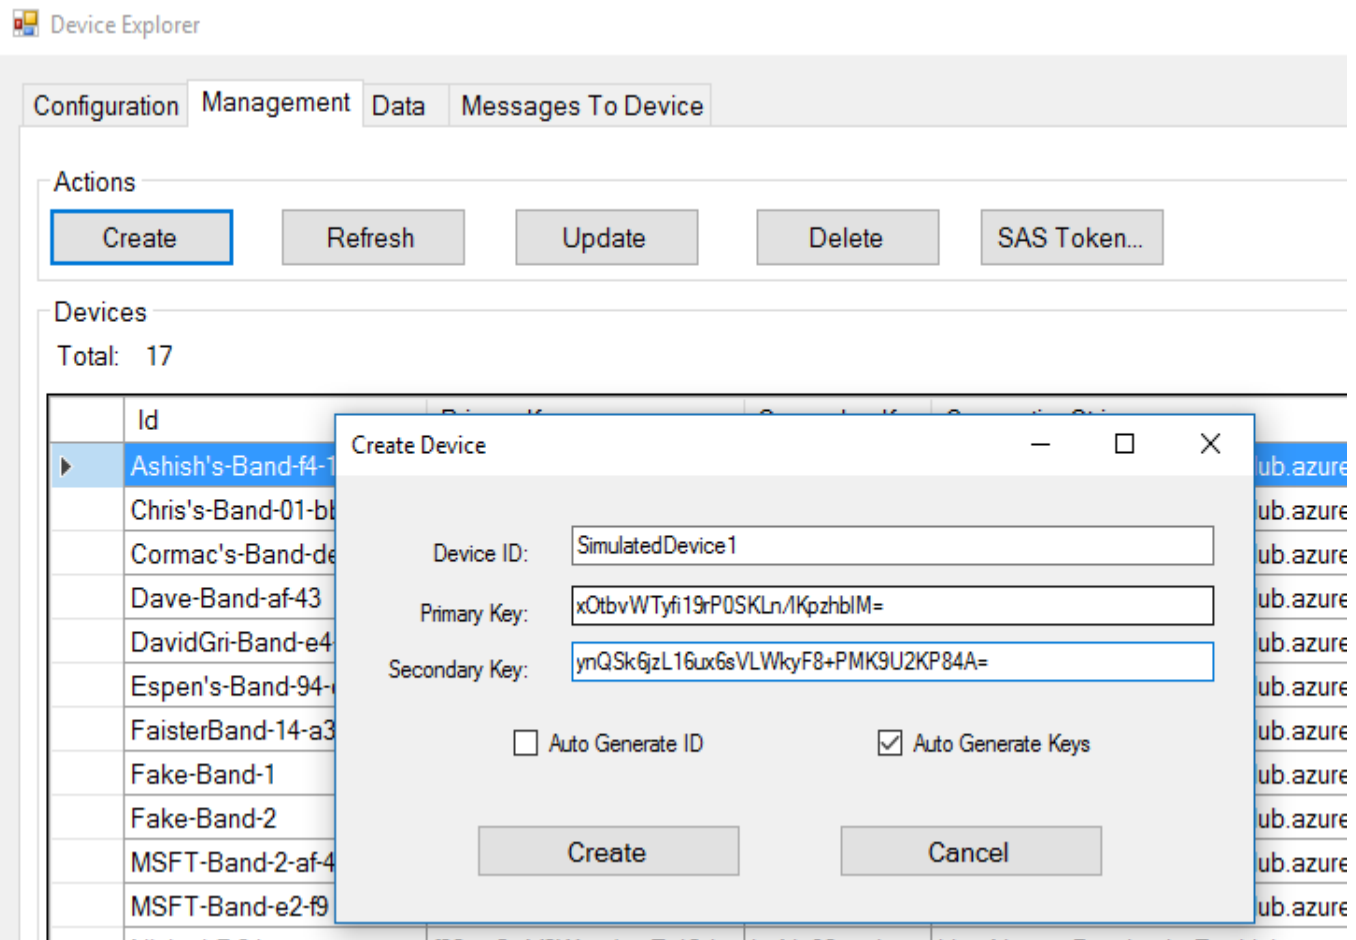 Device Explorer
Configuration Management Data Messages To Device
Actions
Create Refresh Update Delete SAS Token...
Devices
Total: 17
Id
Create Device
Ashish's-Band-f4-1
Chris's-Band-01-bb
Cormac's-Band-de
Dave-Band-af-43
DavidGri-Band-e4-
Espen's-Band-94-
FaisterBand-14-a3
Fake-Band-1
Fake-Band-2
MSFT-Band-2-af-4
MSFT-Band-e2-f9
Device ID: SimulatedDevice1
Primary Key: xOtbvWTyfi19rP0SKLn/IKpzhbIM=
Secondary Key: ynQSk6jzL16ux6sVLWkyF8+PMK9U2KP84A=
Auto Generate ID Auto Generate Keys
Create Cancel
ub.azure
ub.azure
ub.azure
ub.azure
ub.azure
ub.azure
ub.azure
ub.azure
ub.azure
ub.azure
ub.azure